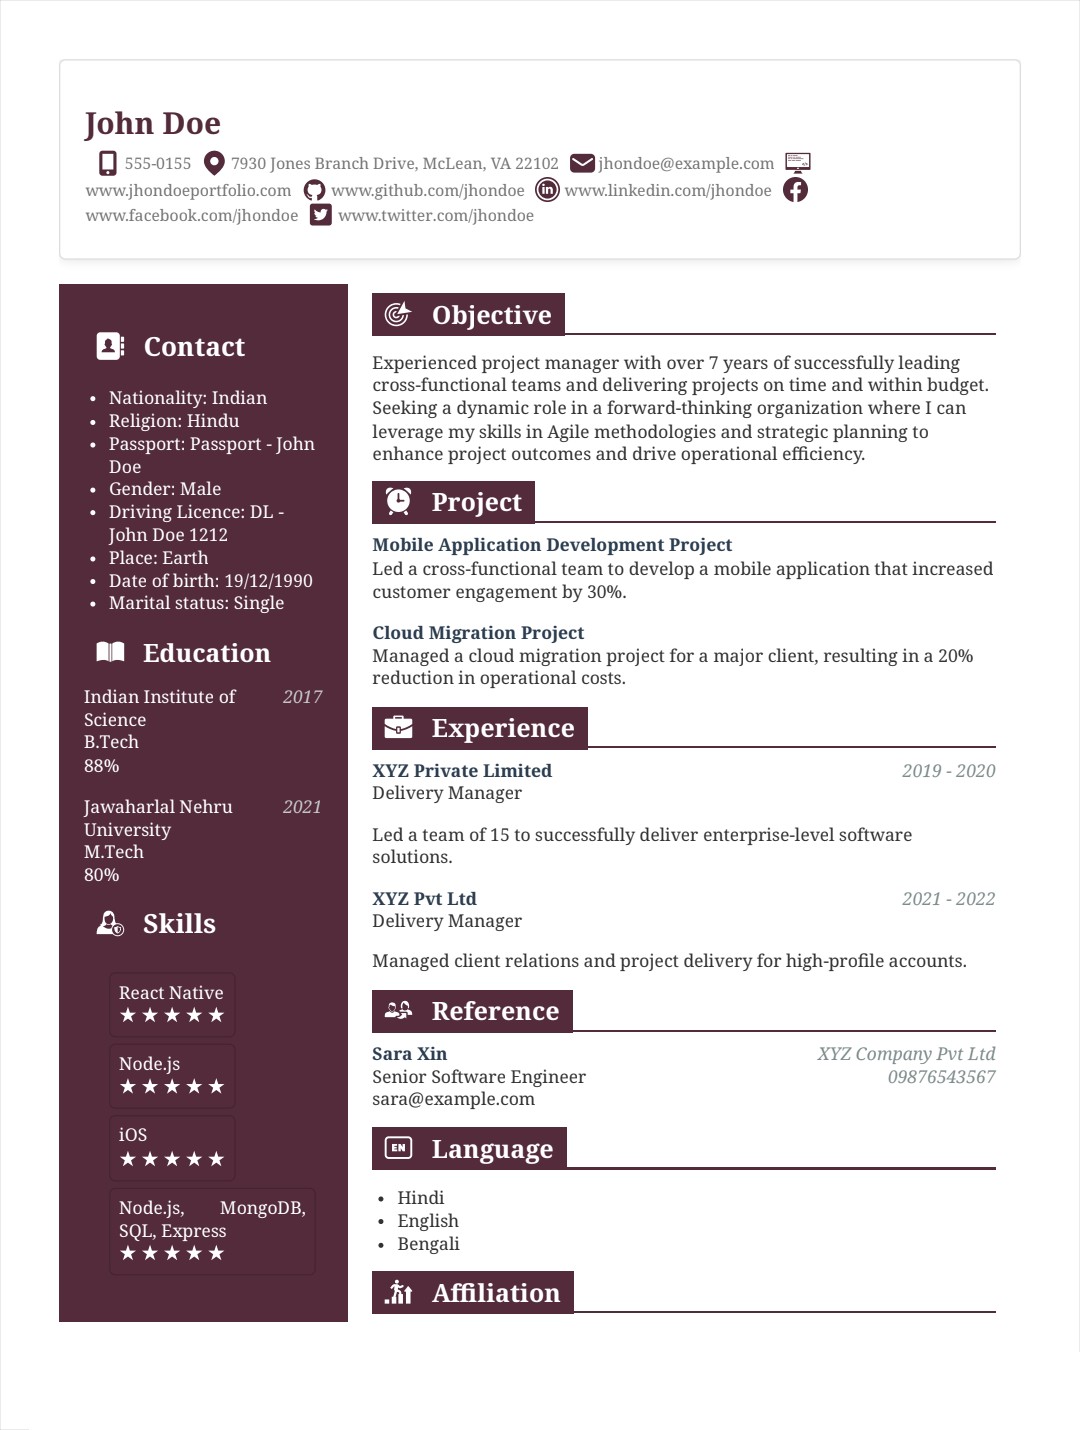 John Doe
555-0155 7930 Jones Branch Drive, McLean, VA 22102 jhondoe@example.com
www.jhondoeportfolio.com www.github.com/jhondoe www.linkedin.com/jhondoe
www.facebook.com/jhondoe www.twitter.com/jhondoe
Contact
• Nationality: Indian
• Religion: Hindu
• Passport: Passport - John
Doe
• Gender: Male
• Driving Licence: DL -
John Doe 1212
• Place: Earth
• Date of birth: 19/12/1990
• Marital status: Single
Education
Indian Institute of 2017
Science
B.Tech
88%
Jawaharlal Nehru 2021
University
M.Tech
80%
Skills
React Native
★ ★ ★ ★ ★
Node.js
★ ★ ★ ★ ★
iOS
★ ★ ★ ★ ★
Node.js, MongoDB,
SQL, Express
★ ★ ★ ★ ★
Objective
Experienced project manager with over 7 years of successfully leading
cross-functional teams and delivering projects on time and within budget.
Seeking a dynamic role in a forward-thinking organization where I can
leverage my skills in Agile methodologies and strategic planning to
enhance project outcomes and drive operational efficiency.
Project
Mobile Application Development Project
Led a cross-functional team to develop a mobile application that increased
customer engagement by 30%.
Cloud Migration Project
Managed a cloud migration project for a major client, resulting in a 20%
reduction in operational costs.
Experience
XYZ Private Limited 2019 - 2020
Delivery Manager
Led a team of 15 to successfully deliver enterprise-level software
solutions.
XYZ Pvt Ltd 2021 - 2022
Delivery Manager
Managed client relations and project delivery for high-profile accounts.
Reference
Sara Xin XYZ Company Pvt Ltd
Senior Software Engineer 09876543567
sara@example.com
EN Language
• Hindi
• English
• Bengali
Affiliation